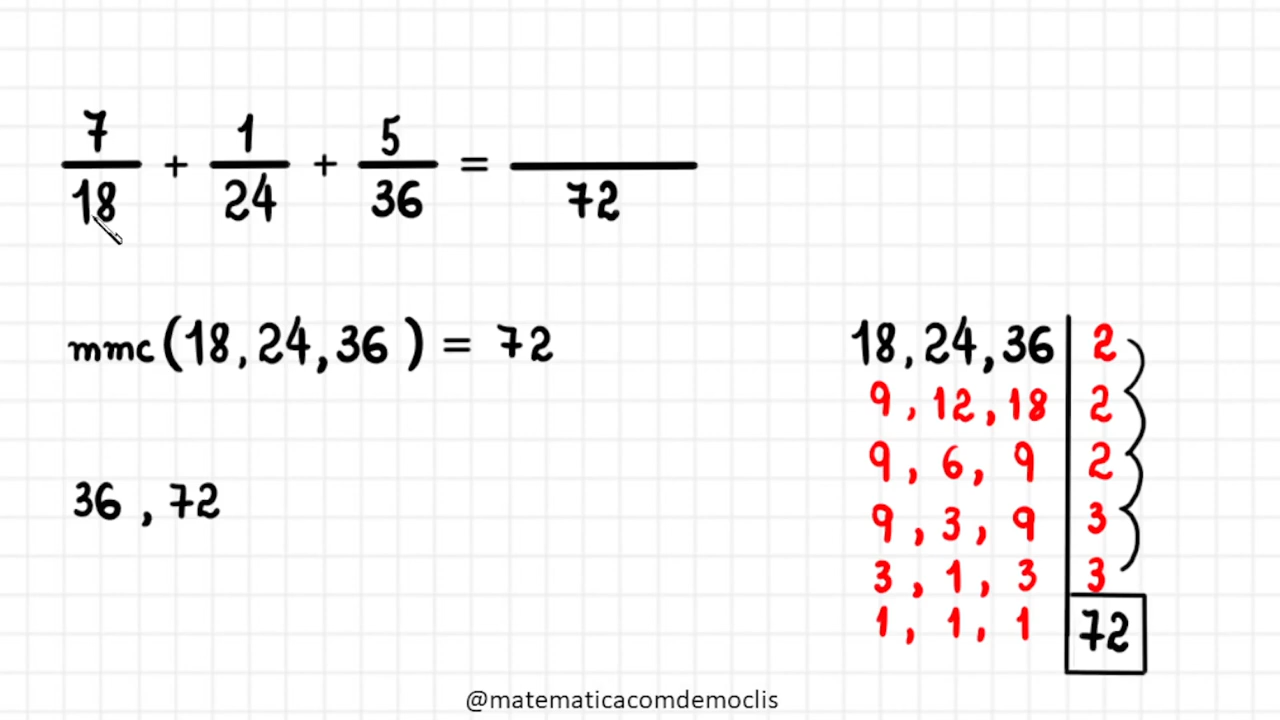 7/18 + 1/24 + 5/36 = /72
mmc(18,24,36) = 72
36 , 72
18,24,36 | 2
9, 12, 18 | 2
9, 6, 9 | 2
9, 3, 9 | 3
3, 1, 3 | 3
1, 1, 1 | 72
@matematicacomdemoclis